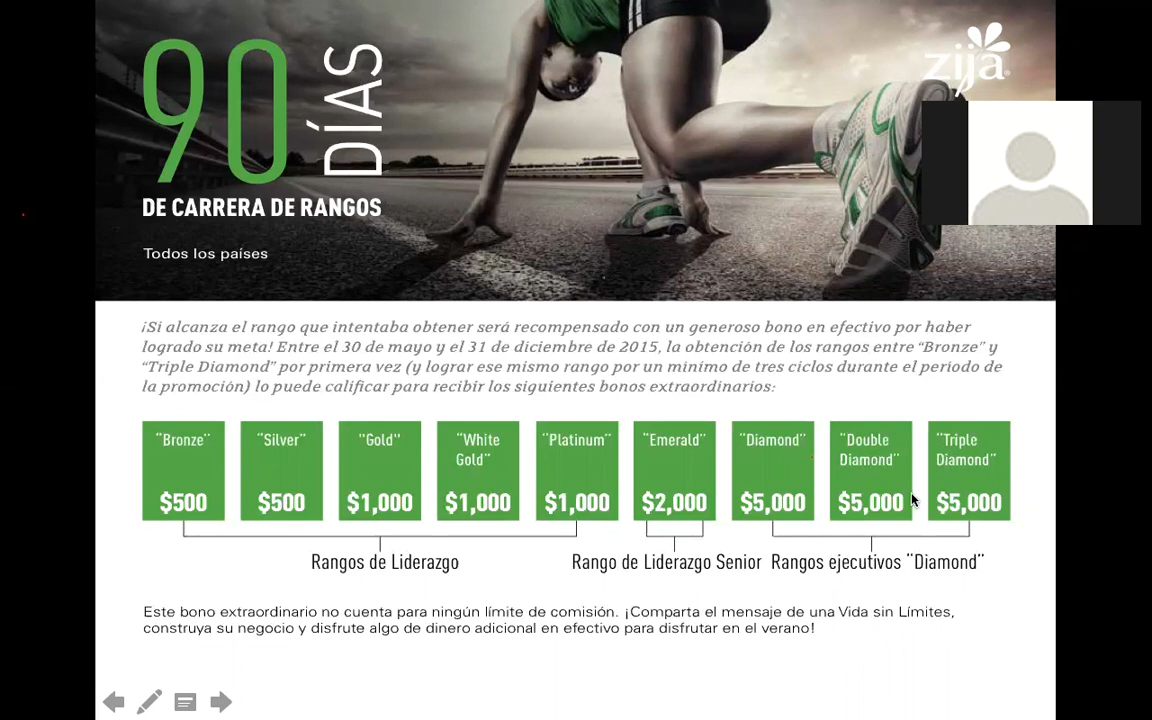 90 DÍAS
DE CARRERA DE RANGOS
Todos los países
zija
¡Si alcanza el rango que intentaba obtener será recompensado con un generoso bono en efectivo por haber
logrado su meta! Entre el 30 de mayo y el 31 de diciembre de 2015, la obtención de los rangos entre “Bronze” y
“Triple Diamond” por primera vez (y lograr ese mismo rango por un mínimo de tres ciclos durante el período de
la promoción) lo puede calificar para recibir los siguientes bonos extraordinarios:
“Bronze”
$500
“Silver”
$500
"Gold"
$1,000
“White
Gold”
$1,000
“Platinum”
$1,000
“Emerald”
$2,000
“Diamond”
$5,000
“Double
Diamond”
$5,000
“Triple
Diamond”
$5,000
Rangos de Liderazgo
Rango de Liderazgo Senior
Rangos ejecutivos “Diamond”
Este bono extraordinario no cuenta para ningún límite de comisión. ¡Comparta el mensaje de una Vida sin Límites,
construya su negocio y disfrute algo de dinero adicional en efectivo para disfrutar en el verano!